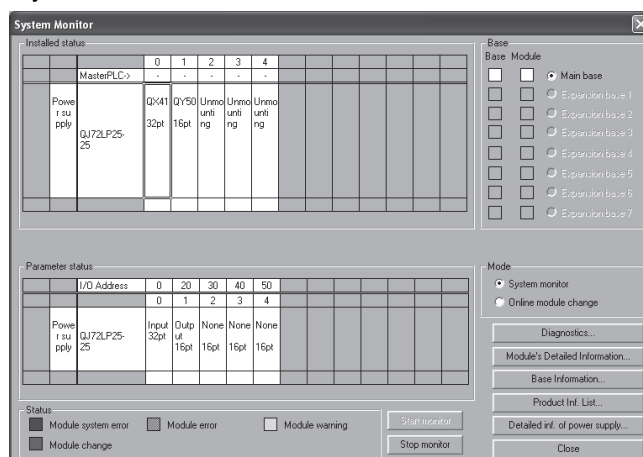 System Monitor
Installed status
0 1 2 3 4
MasterPLC-> - - - - -
Powe r su pply QJ72LP25-25 QX41 32pt QY50 16pt Unmo unti ng Unmo unti ng Unmo unti ng
Base
Base Module
Main base
Expansion base 1
Expansion base 2
Expansion base 3
Expansion base 4
Expansion base 5
Expansion base 6
Expansion base 7
Parameter status
I/O Address 0 20 30 40 50
0 1 2 3 4
Powe r su pply QJ72LP25-25 Input 32pt Outp ut 16pt None 16pt None 16pt None 16pt
Mode
System monitor
Online module change
Diagnostics...
Module's Detailed Information...
Base Information...
Product Inf. List...
Detailed inf. of power supply...
Close
Status
Module system error Module error Module warning
Module change
Start monitor
Stop monitor